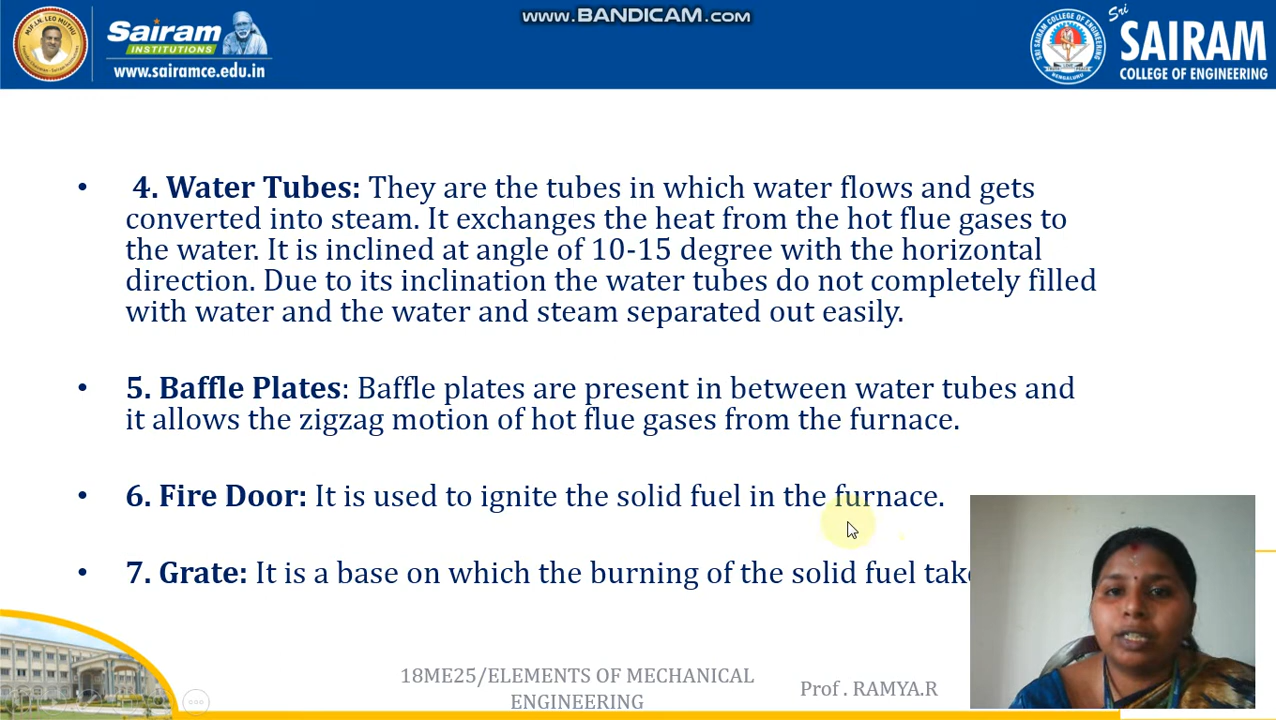 www.BANDICAM.com
Sairam
INSTITUTIONS
www.sairamce.edu.in
Sri
SAIRAM
COLLEGE OF ENGINEERING
• 4. Water Tubes: They are the tubes in which water flows and gets
converted into steam. It exchanges the heat from the hot flue gases to
the water. It is inclined at angle of 10-15 degree with the horizontal
direction. Due to its inclination the water tubes do not completely filled
with water and the water and steam separated out easily.
• 5. Baffle Plates: Baffle plates are present in between water tubes and
it allows the zigzag motion of hot flue gases from the furnace.
• 6. Fire Door: It is used to ignite the solid fuel in the furnace.
• 7. Grate: It is a base on which the burning of the solid fuel
18ME25/ELEMENTS OF MECHANICAL
ENGINEERING
Prof . RAMYA.R